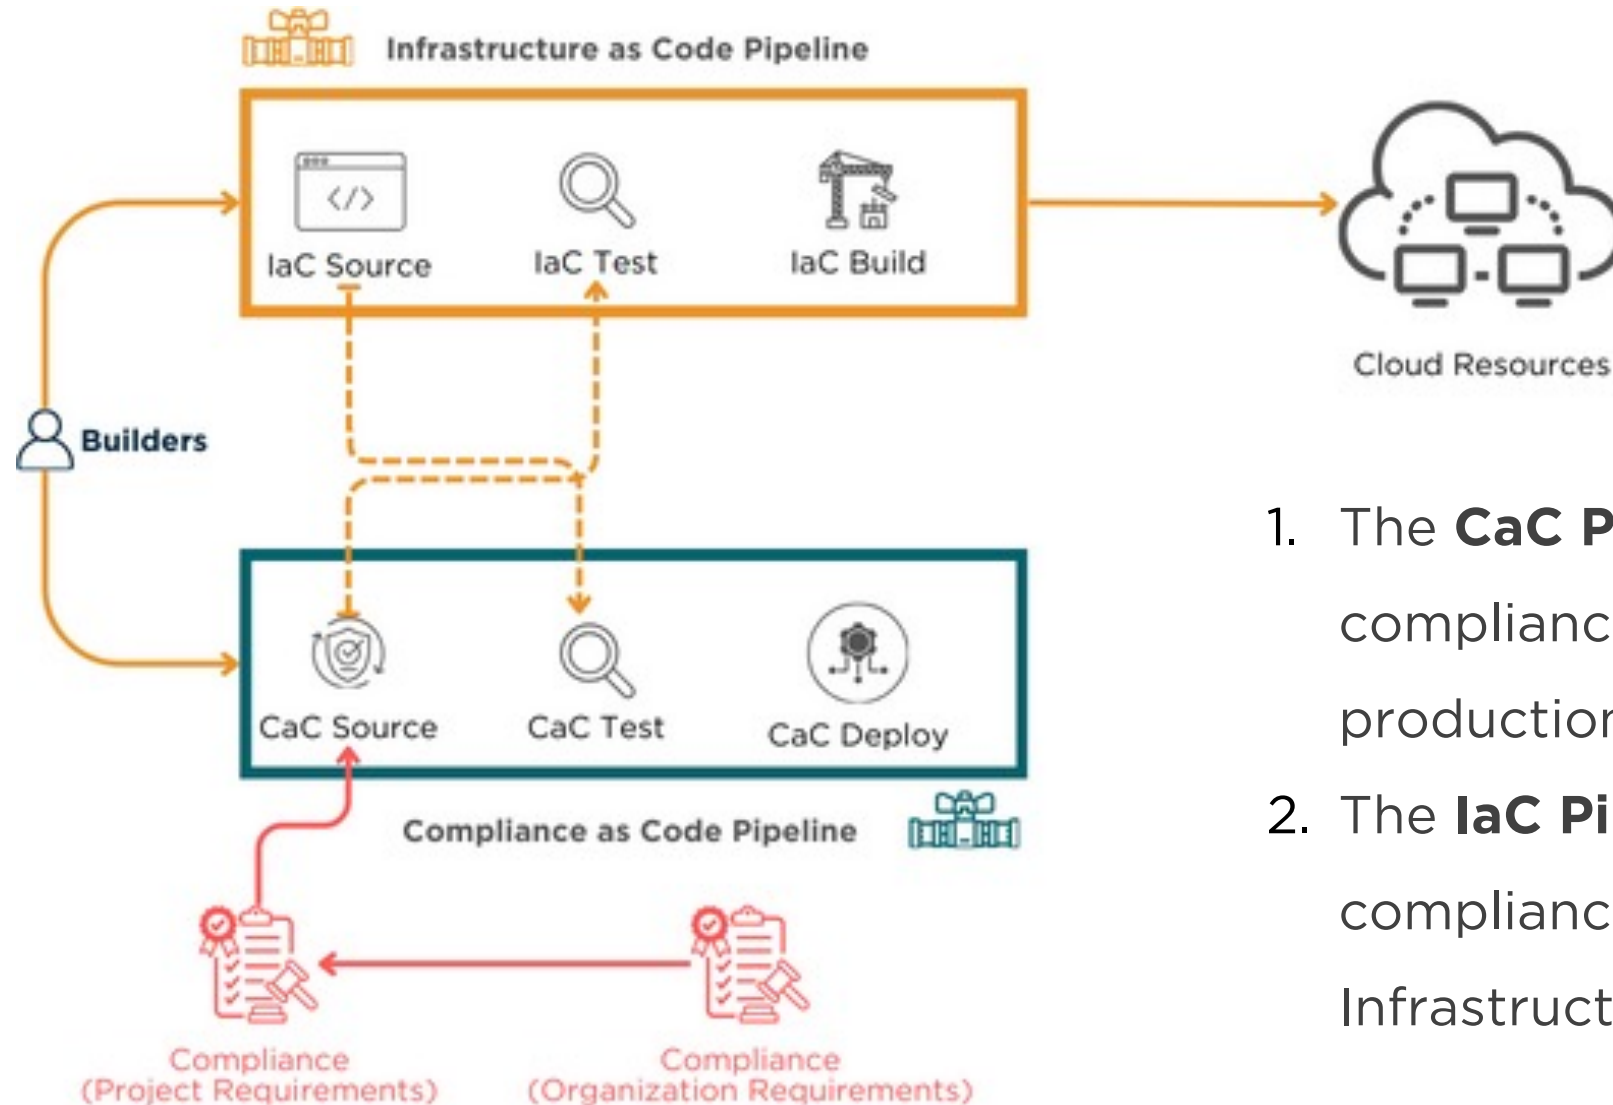 Infrastructure as Code Pipeline
IaC Source
IaC Test
IaC Build
Cloud Resources
Builders
CaC Source
CaC Test
CaC Deploy
Compliance as Code Pipeline
Compliance
(Project Requirements)
Compliance
(Organization Requirements)
1. The CaC P
complianc
production
2. The IaC Pi
complianc
Infrastruct